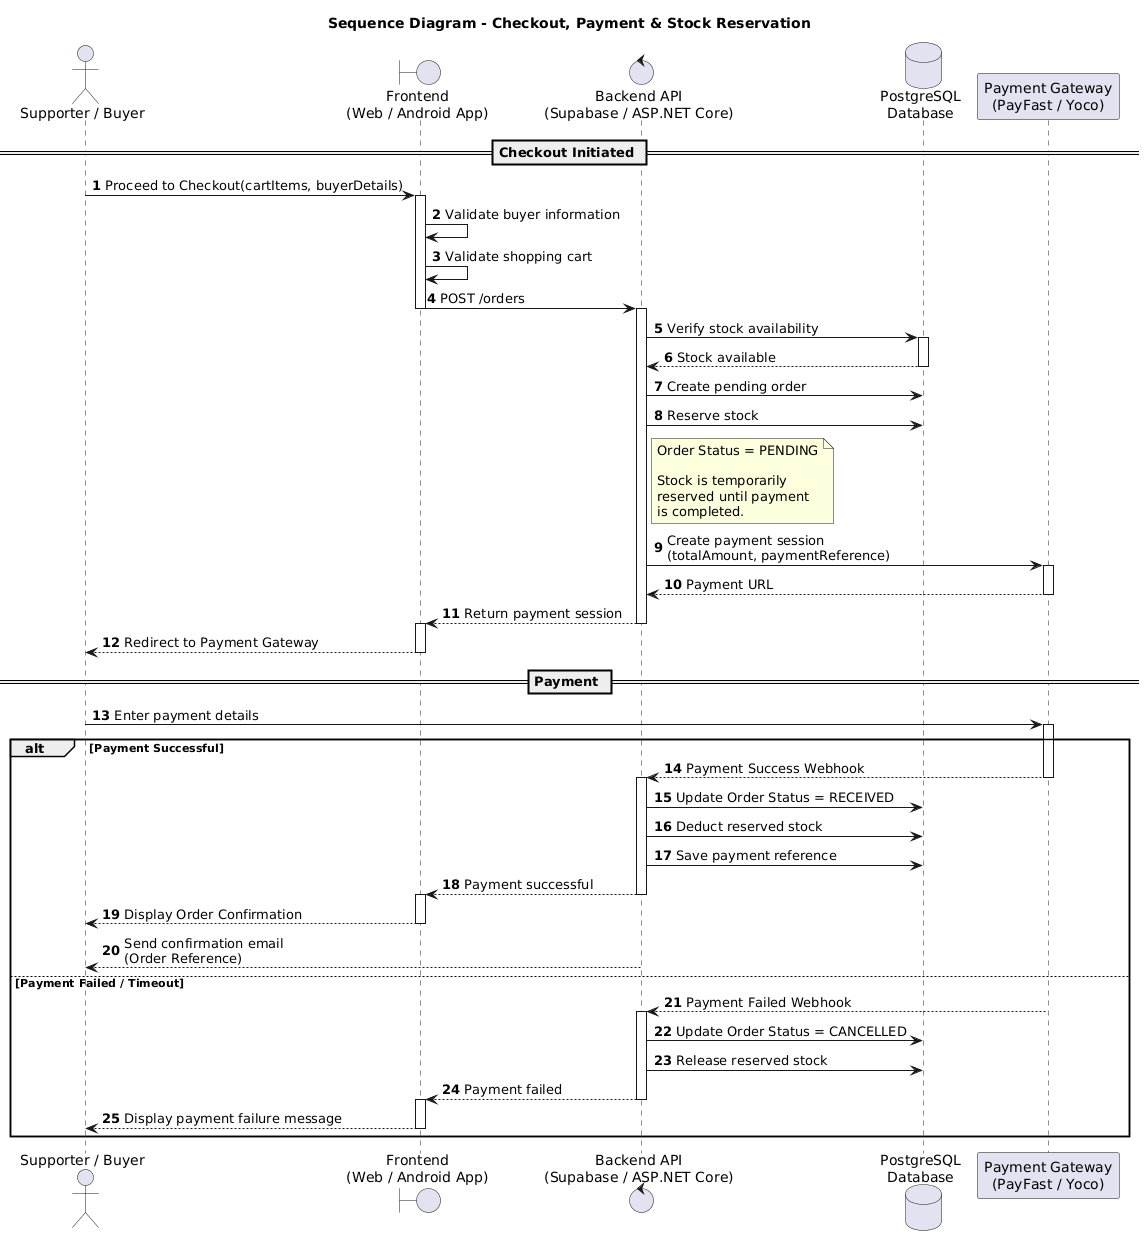 Sequence Diagram - Checkout, Payment & Stock Reservation
Supporter / Buyer
Frontend
(Web / Android App)
Backend API
(Supabase / ASP.NET Core)
PostgreSQL
Database
Payment Gateway
(PayFast / Yoco)
Checkout Initiated
1 Proceed to Checkout(cartItems, buyerDetails)
2 Validate buyer information
3 Validate shopping cart
4 POST /orders
5 Verify stock availability
6 Stock available
7 Create pending order
8 Reserve stock
Order Status = PENDING
Stock is temporarily
reserved until payment
is completed.
9 Create payment session
(totalAmount, paymentReference)
10 Payment URL
11 Return payment session
12 Redirect to Payment Gateway
Payment
13 Enter payment details
alt [Payment Successful]
14 Payment Success Webhook
15 Update Order Status = RECEIVED
16 Deduct reserved stock
17 Save payment reference
18 Payment successful
19 Display Order Confirmation
20 Send confirmation email
(Order Reference)
[Payment Failed / Timeout]
21 Payment Failed Webhook
22 Update Order Status = CANCELLED
23 Release reserved stock
24 Payment failed
25 Display payment failure message
Supporter / Buyer
Frontend
(Web / Android App)
Backend API
(Supabase / ASP.NET Core)
PostgreSQL
Database
Payment Gateway
(PayFast / Yoco)